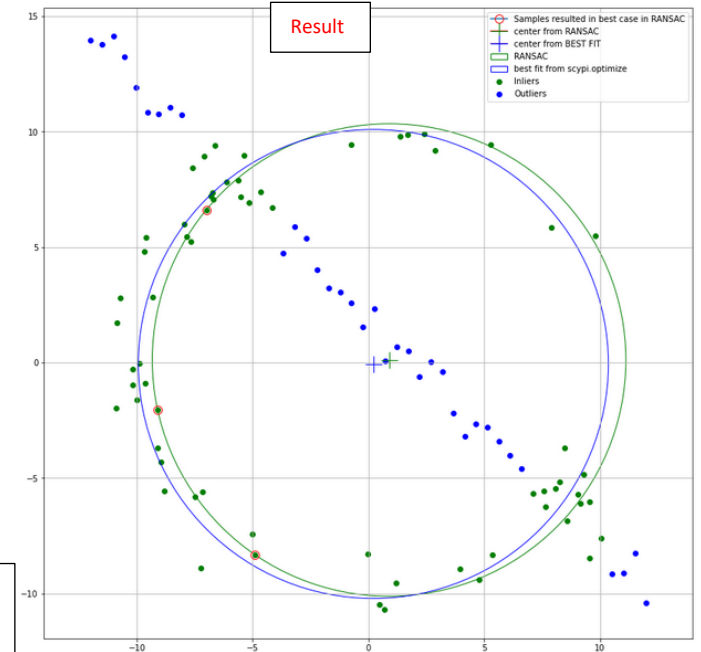 Result
Samples resulted in best case in RANSAC
center from RANSAC
center from BEST FIT
RANSAC
best fit from scypi.optimize
Inliers
Outliers
15
10
5
0
−5
−10
−10
−5
0
5
10